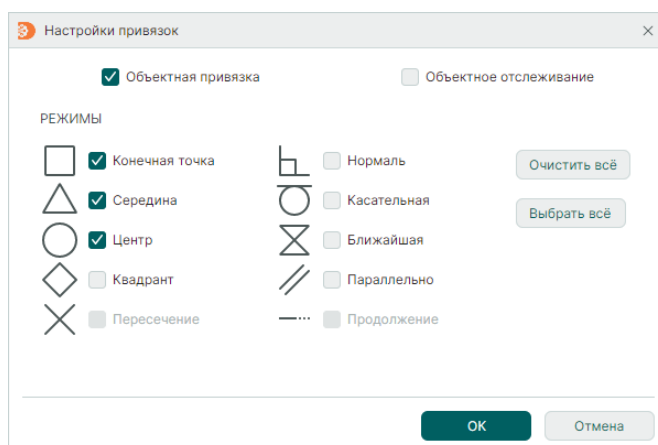 Настройки привязок
Объектная привязка
Объектное отслеживание
РЕЖИМЫ
Конечная точка
Нормаль
Очистить всё
Середина
Касательная
Выбрать всё
Центр
Ближайшая
Квадрант
Параллельно
Пересечение
Продолжение
ОК
Отмена